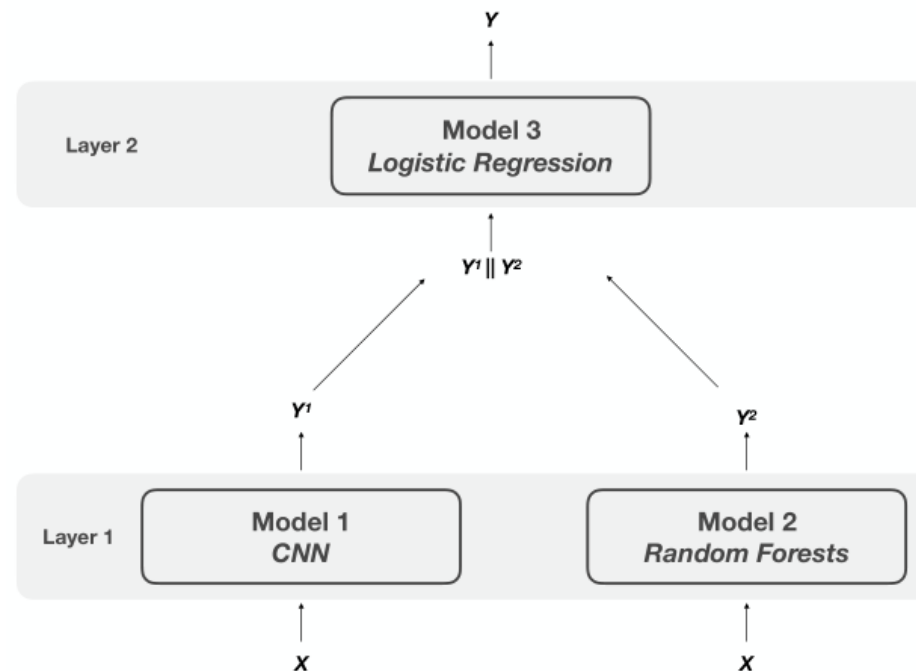 Y
Layer 2
Model 3
Logistic Regression
Y¹ || Y²
Y¹
Y²
Layer 1
Model 1
CNN
Model 2
Random Forests
X
X